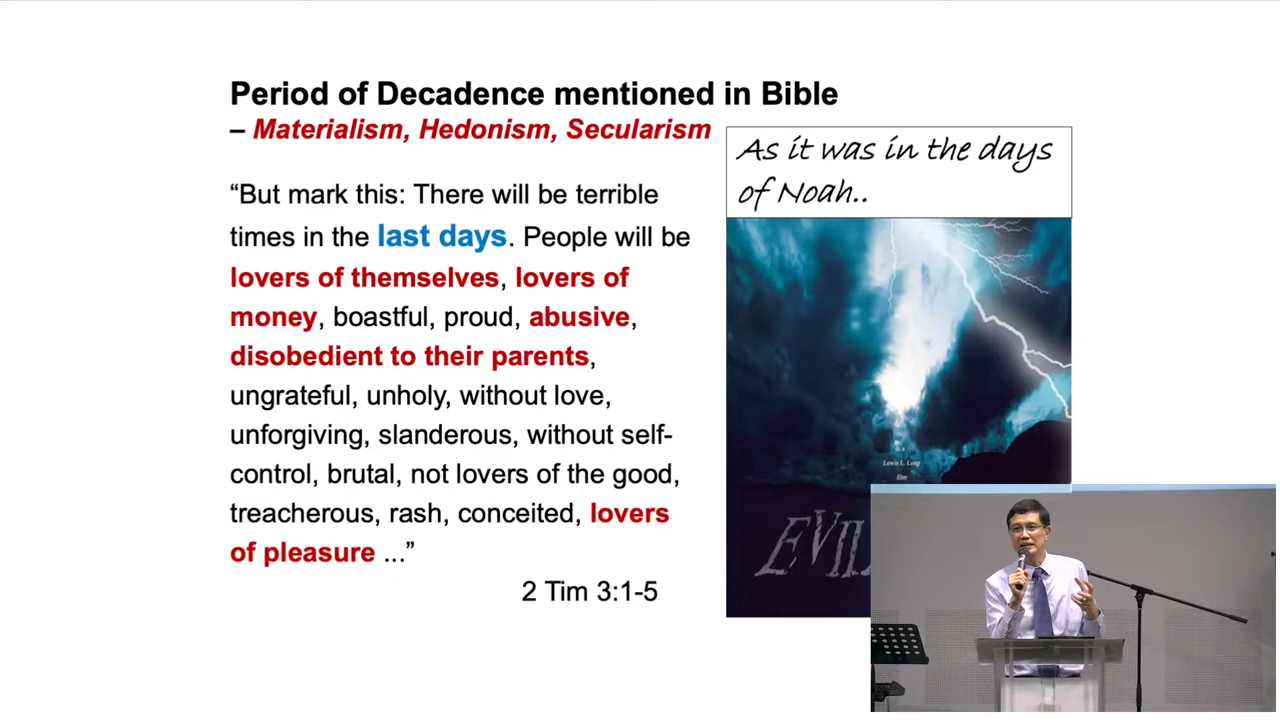 Period of Decadence mentioned in Bible
– Materialism, Hedonism, Secularism
“But mark this: There will be terrible
times in the last days. People will be
lovers of themselves, lovers of
money, boastful, proud, abusive,
disobedient to their parents,
ungrateful, unholy, without love,
unforgiving, slanderous, without self-
control, brutal, not lovers of the good,
treacherous, rash, conceited, lovers
of pleasure ...”
2 Tim 3:1-5
As it was in the days
of Noah..
Lewis L. Long
film